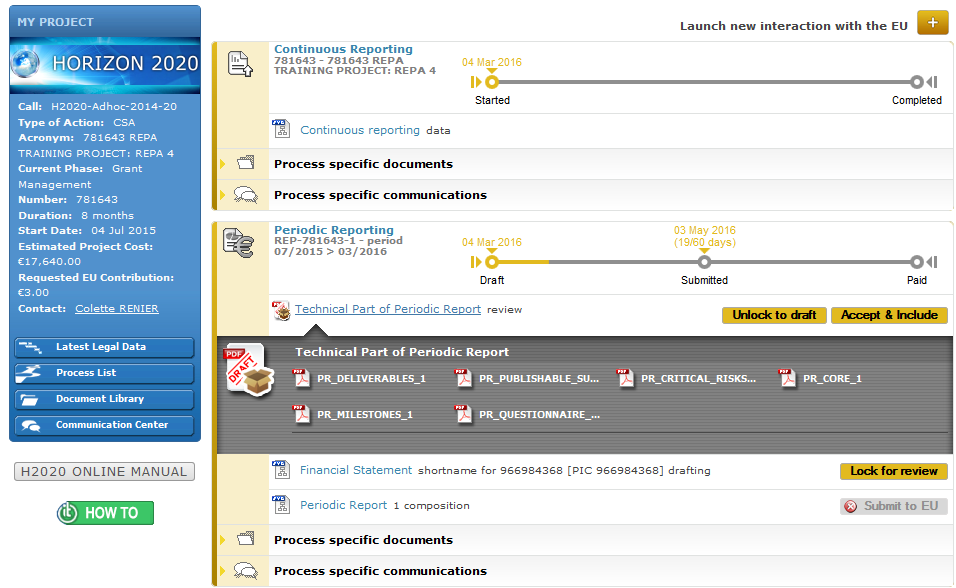 MY PROJECT
HORIZON 2020
Call: H2020-Adhoc-2014-20
Type of Action: CSA
Acronym: 781643 REPA
TRAINING PROJECT: REPA 4
Current Phase: Grant
Management
Number: 781643
Duration: 8 months
Start Date: 04 Jul 2015
Estimated Project Cost:
€17,640.00
Requested EU Contribution:
€3.00
Contact: Colette RENIER
Latest Legal Data
Process List
Document Library
Communication Center
H2020 ONLINE MANUAL
it HOW TO
Launch new interaction with the EU +
Continuous Reporting
781643 - 781643 REPA
TRAINING PROJECT: REPA 4
04 Mar 2016
Started
Completed
Continuous reporting data
Process specific documents
Process specific communications
Periodic Reporting
REP-781643-1 - period
07/2015 > 03/2016
04 Mar 2016
03 May 2016
(19/60 days)
Draft
Submitted
Paid
Technical Part of Periodic Report review
Unlock to draft
Accept & Include
PDF
DRAFT
Technical Part of Periodic Report
PR_DELIVERABLES_1
PR_PUBLISHABLE_SU...
PR_CRITICAL_RISKS...
PR_CORE_1
PR_MILESTONES_1
PR_QUESTIONNAIRE_...
Financial Statement shortname for 966984368 [PIC 966984368] drafting
Lock for review
Periodic Report 1 composition
Submit to EU
Process specific documents
Process specific communications